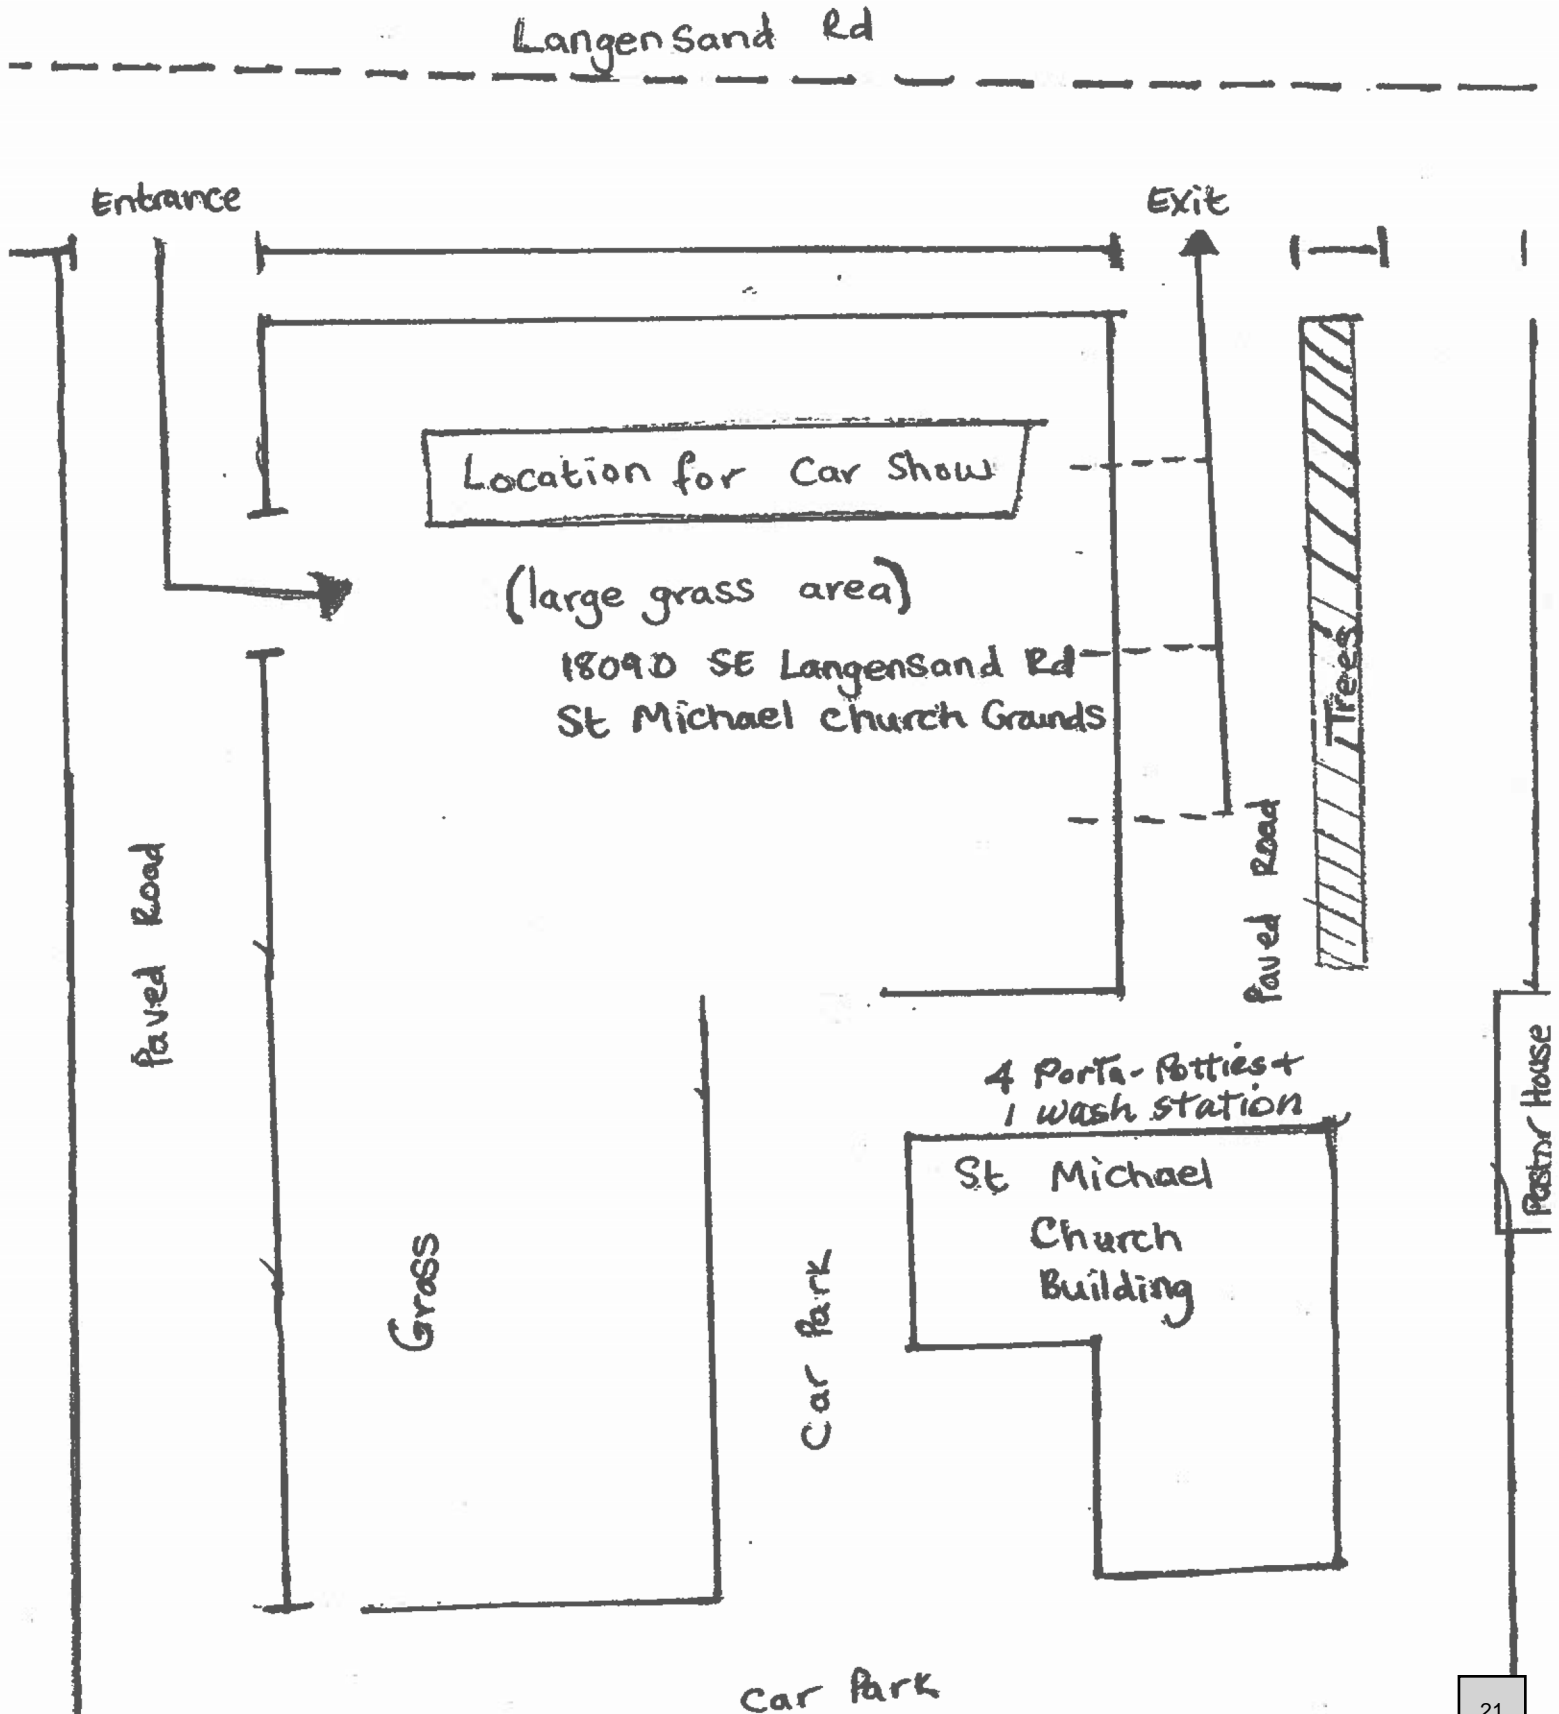 Langensand Rd
Entrance
Exit
Location for Car Show
(large grass area)
18090 SE Langensand Rd
St Michael church Grounds
Trees
Paved Road
Paved Road
4 Porta-Potties +
1 wash station
St Michael
Church
Building
Pastor House
Grass
Car Park
Car Park
21